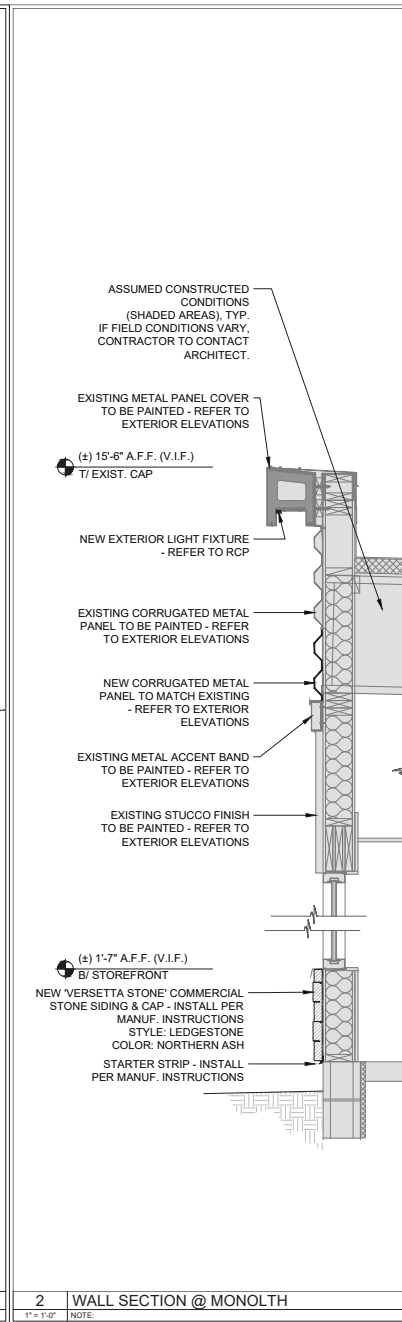 ASSUMED CONSTRUCTED
CONDITIONS
(SHADED AREAS), TYP.
IF FIELD CONDITIONS VARY,
CONTRACTOR TO CONTACT
ARCHITECT.
EXISTING METAL PANEL COVER
TO BE PAINTED - REFER TO
EXTERIOR ELEVATIONS
(±) 15'-6" A.F.F. (V.I.F.)
T/ EXIST. CAP
NEW EXTERIOR LIGHT FIXTURE
- REFER TO RCP
EXISTING CORRUGATED METAL
PANEL TO BE PAINTED - REFER
TO EXTERIOR ELEVATIONS
NEW CORRUGATED METAL
PANEL TO MATCH EXISTING
- REFER TO EXTERIOR
ELEVATIONS
EXISTING METAL ACCENT BAND
TO BE PAINTED - REFER TO
EXTERIOR ELEVATIONS
EXISTING STUCCO FINISH
TO BE PAINTED - REFER TO
EXTERIOR ELEVATIONS
(±) 1'-7" A.F.F. (V.I.F.)
B/ STOREFRONT
NEW 'VERSETTA STONE' COMMERCIAL
STONE SIDING & CAP - INSTALL PER
MANUF. INSTRUCTIONS
STYLE: LEDGESTONE
COLOR: NORTHERN ASH
STARTER STRIP - INSTALL
PER MANUF. INSTRUCTIONS
2 WALL SECTION @ MONOLTH
1" = 1'-0" NOTE: